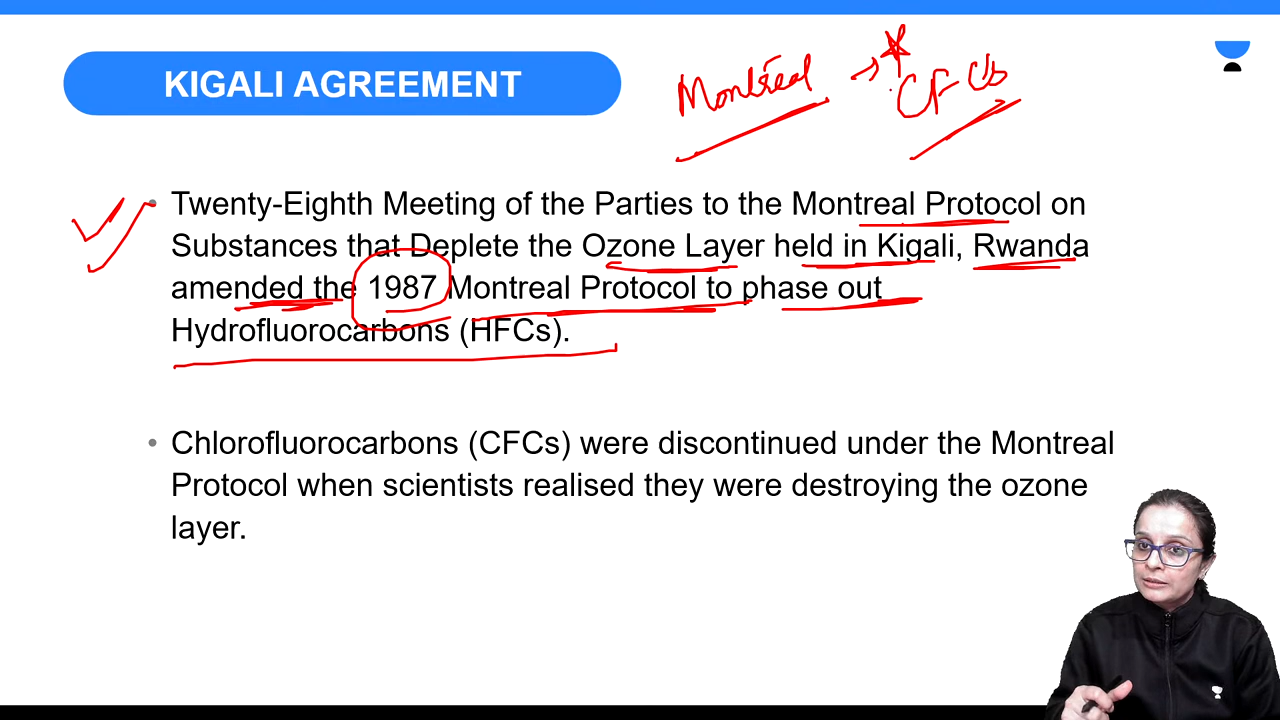 KIGALI AGREEMENT
Montreal → CFCs
• Twenty-Eighth Meeting of the Parties to the Montreal Protocol on
Substances that Deplete the Ozone Layer held in Kigali, Rwanda
amended the 1987 Montreal Protocol to phase out
Hydrofluorocarbons (HFCs).
• Chlorofluorocarbons (CFCs) were discontinued under the Montreal
Protocol when scientists realised they were destroying the ozone
layer.